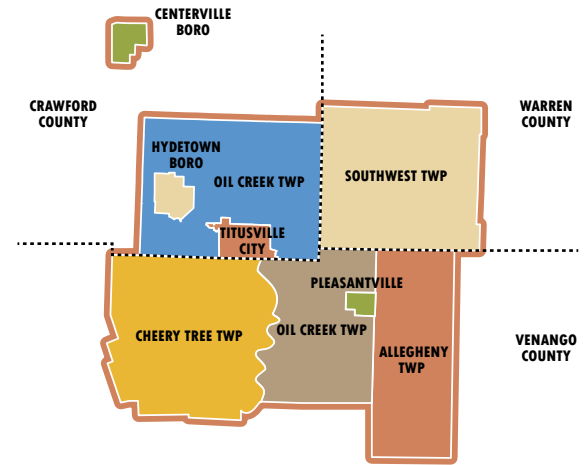 CENTERVILLE
BORO
CRAWFORD
COUNTY
WARREN
COUNTY
HYDETOWN
BORO
OIL CREEK TWP
SOUTHWEST TWP
TITUSVILLE
CITY
PLEASANTVILLE
CHEERY TREE TWP
OIL CREEK TWP
ALLEGHENY
TWP
VENANGO
COUNTY